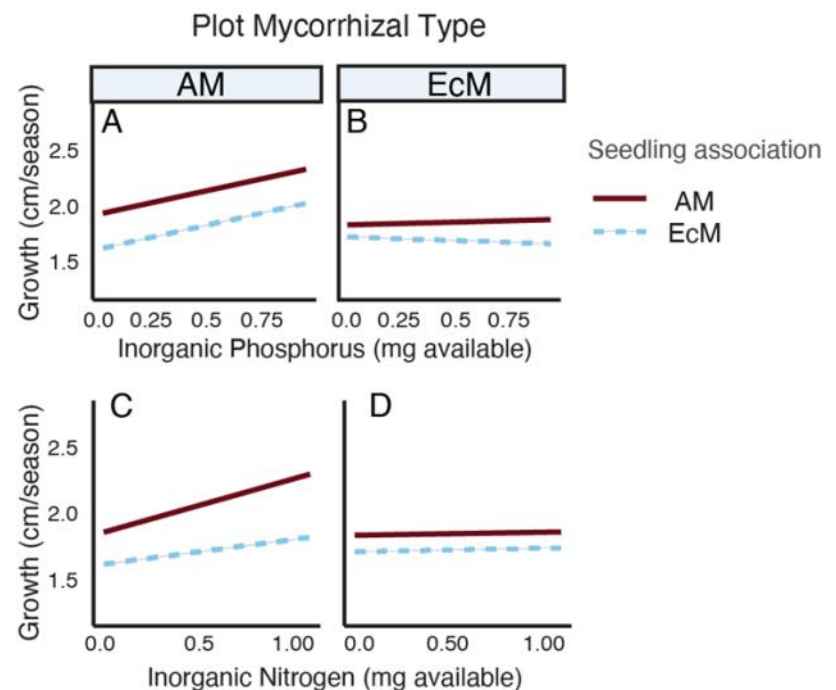 Plot Mycorrhizal Type
AM
EcM
A
B
Growth (cm/season)
2.5
2.0
1.5
0.0 0.25 0.5 0.75
0.0 0.25 0.5 0.75
Inorganic Phosphorus (mg available)
Seedling association
AM
EcM
C
D
Growth (cm/season)
2.5
2.0
1.5
0.0 0.5 1.00
0.0 0.50 1.00
Inorganic Nitrogen (mg available)